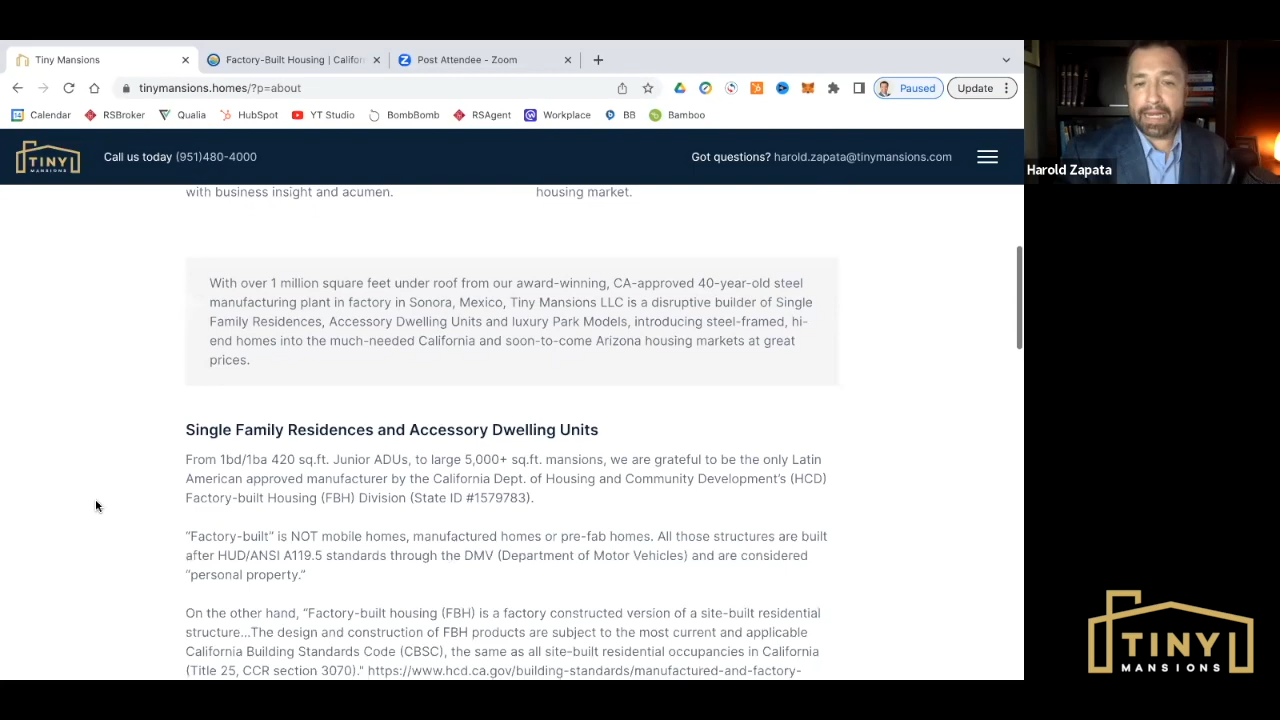 Tiny Mansions
Factory-Built Housing | Califor
Post Attendee - Zoom
tinymansions.homes/?p=about
Paused
Update
Calendar
RSBroker
Qualia
HubSpot
YT Studio
BombBomb
RSAgent
Workplace
BB
Bamboo
TINY
MANSIONS
Call us today (951)480-4000
Got questions? harold.zapata@tinymansions.com
Harold Zapata
with business insight and acumen.
housing market.
With over 1 million square feet under roof from our award-winning, CA-approved 40-year-old steel
manufacturing plant in factory in Sonora, Mexico, Tiny Mansions LLC is a disruptive builder of Single
Family Residences, Accessory Dwelling Units and luxury Park Models, introducing steel-framed, hi-
end homes into the much-needed California and soon-to-come Arizona housing markets at great
prices.
Single Family Residences and Accessory Dwelling Units
From 1bd/1ba 420 sq.ft. Junior ADUs, to large 5,000+ sq.ft. mansions, we are grateful to be the only Latin
American approved manufacturer by the California Dept. of Housing and Community Development's (HCD)
Factory-built Housing (FBH) Division (State ID #1579783).
“Factory-built” is NOT mobile homes, manufactured homes or pre-fab homes. All those structures are built
after HUD/ANSI A119.5 standards through the DMV (Department of Motor Vehicles) and are considered
“personal property.”
On the other hand, “Factory-built housing (FBH) is a factory constructed version of a site-built residential
structure...The design and construction of FBH products are subject to the most current and applicable
California Building Standards Code (CBSC), the same as all site-built residential occupancies in California
(Title 25, CCR section 3070)." https://www.hcd.ca.gov/building-standards/manufactured-and-factory-
TINY
MANSIONS